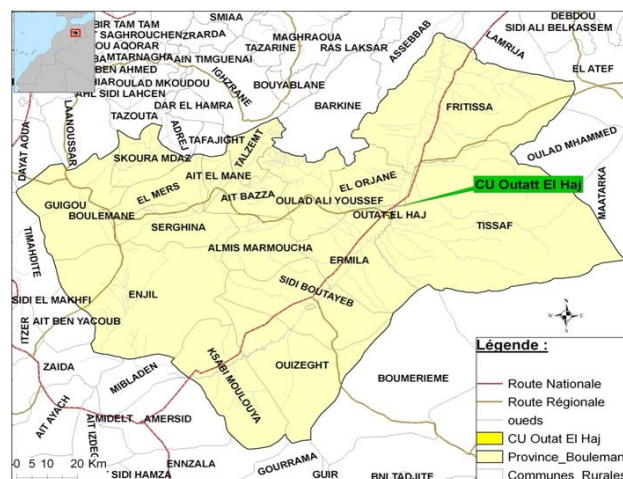 BIR TAM TAM
SMIAA
DEBDOU
SIDI ALI BELKASSEM
AIT SAGHROUCHEN
ZRARDA
MAGHRAOUA
ASSEBBAB
LAMRIJA
OU AQORAR
TAZARINE
RAS LAKSAR
TAMTARNAGHA
AIN TIMGUENAI
EL ATEF
BEN AHMED
IGHZRANE
OULAD MKOUDOU
BOUYABLANE
AHL SIDI LAHCEN
DAR EL HAMRA
BARKINE
FRITISSA
DAYAT AOUA
LAANOUSSAR
TAZOUTA
ADREJ
TAFAJIGHT
TALZEMT
OULAD MHAMMED
SKOURA MDAZ
AIT EL MANE
EL ORJANE
CU Outatt El Haj
EL MERS
AIT BAZZA
OULAD ALI YOUSSEF
MAATARKA
GUIGOU
BOULEMANE
OUTAT EL HAJ
TISSAF
SERGHINA
TIMAHDITE
ALMIS MARMOUCHA
ERMILA
SIDI EL MAKHFI
ENJIL
SIDI BOUTAYEB
N
W
E
S
ITZER
AIT BEN YACOUB
KSABI MOULOUYA
OUIZEGHT
ZAIDA
MIBLADEN
BOUMERIEME
AIT AYACH
MIDELT
AMERSID
AIT IZDEG
ENNZALA
SIDI HAMZA
GOURRAMA
GUIR
BNI TADJITE
0 5 10 20 Km
Légende :
Route Nationale
Route Régionale
oueds
CU Outat El Haj
Province_Bouleman
Communes_Rurales